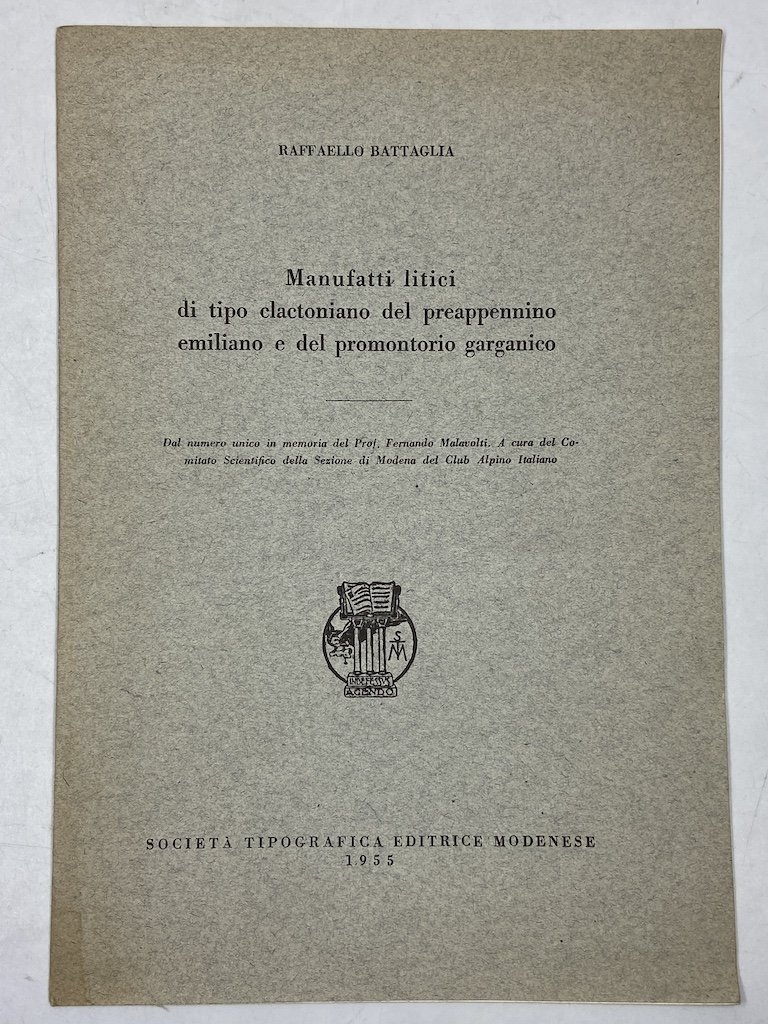 RAFFAELLO BATTAGLIA
Manufatti litici
di tipo clactoniano del preappennino
emiliano e del promontorio garganico
Dal numero unico in memoria del Prof. Fernando Malavolti. A cura del Co-
mitato Scientifico della Sezione di Modena del Club Alpino Italiano
S
T
M
INDEFESSVS
AGENDO
SOCIETÀ TIPOGRAFICA EDITRICE MODENESE
1955